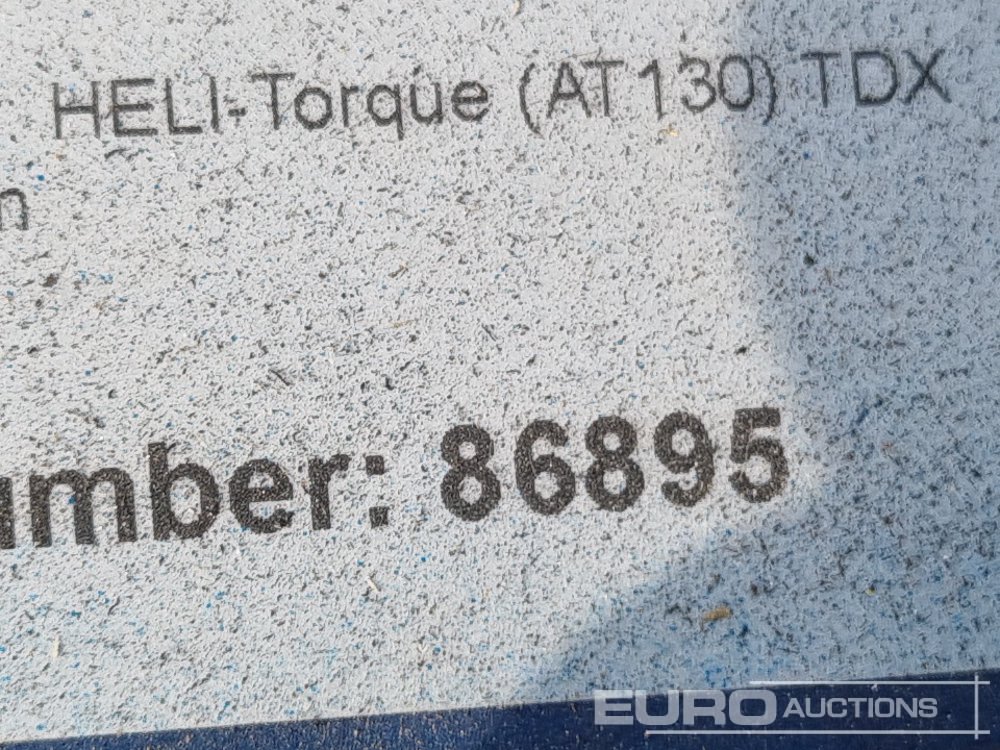 HELI-Torque (AT130) TDX
n
umber: 86895
EURO AUCTIONS